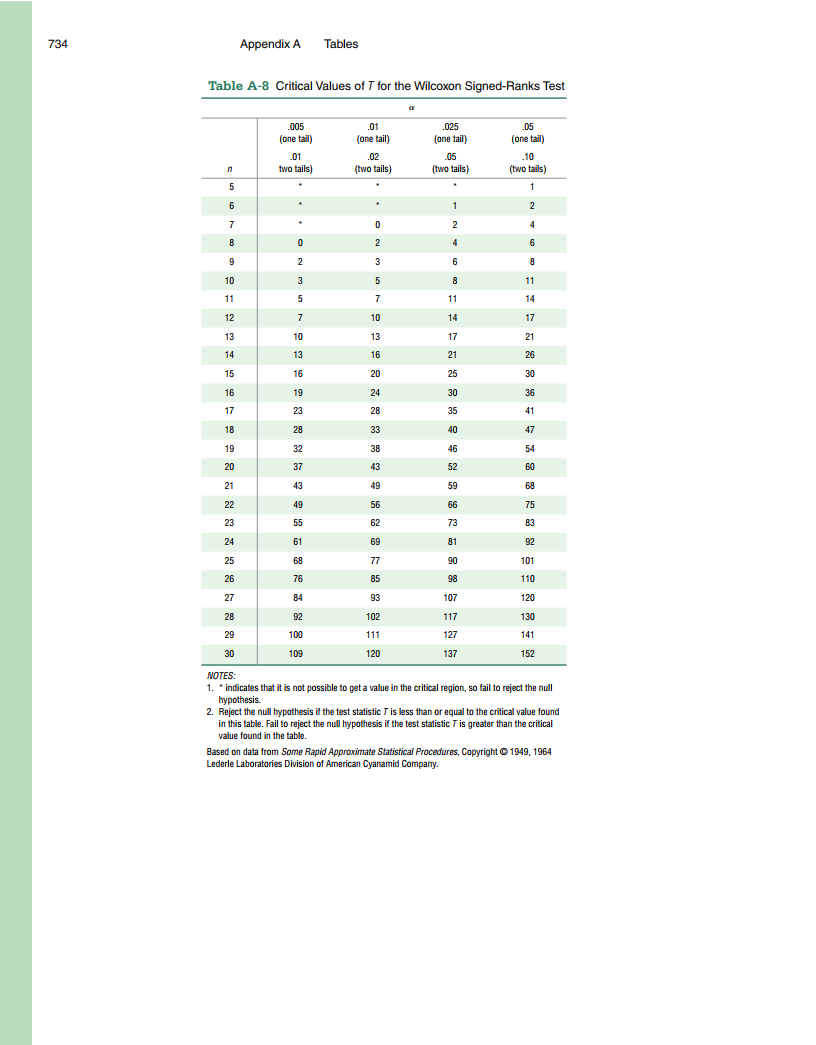 734 Appendix A Tables
Table A-8 Critical Values of T for the Wilcoxon Signed-Ranks Test
α
.005 .01 .025 .05
(one tail) (one tail) (one tail) (one tail)
.01 .02 .05 .10
n two tails) (two tails) (two tails) (two tails)
5 * * * 1
6 * * 1 2
7 * 0 2 4
8 0 2 4 6
9 2 3 6 8
10 3 5 8 11
11 5 7 11 14
12 7 10 14 17
13 10 13 17 21
14 13 16 21 26
15 16 20 25 30
16 19 24 30 36
17 23 28 35 41
18 28 33 40 47
19 32 38 46 54
20 37 43 52 60
21 43 49 59 68
22 49 56 66 75
23 55 62 73 83
24 61 69 81 92
25 68 77 90 101
26 76 85 98 110
27 84 93 107 120
28 92 102 117 130
29 100 111 127 141
30 109 120 137 152
NOTES:
1. * indicates that it is not possible to get a value in the critical region, so fail to reject the null
hypothesis.
2. Reject the null hypothesis if the test statistic T is less than or equal to the critical value found
in this table. Fail to reject the null hypothesis if the test statistic T is greater than the critical
value found in the table.
Based on data from Some Rapid Approximate Statistical Procedures, Copyright © 1949, 1964
Lederle Laboratories Division of American Cyanamid Company.